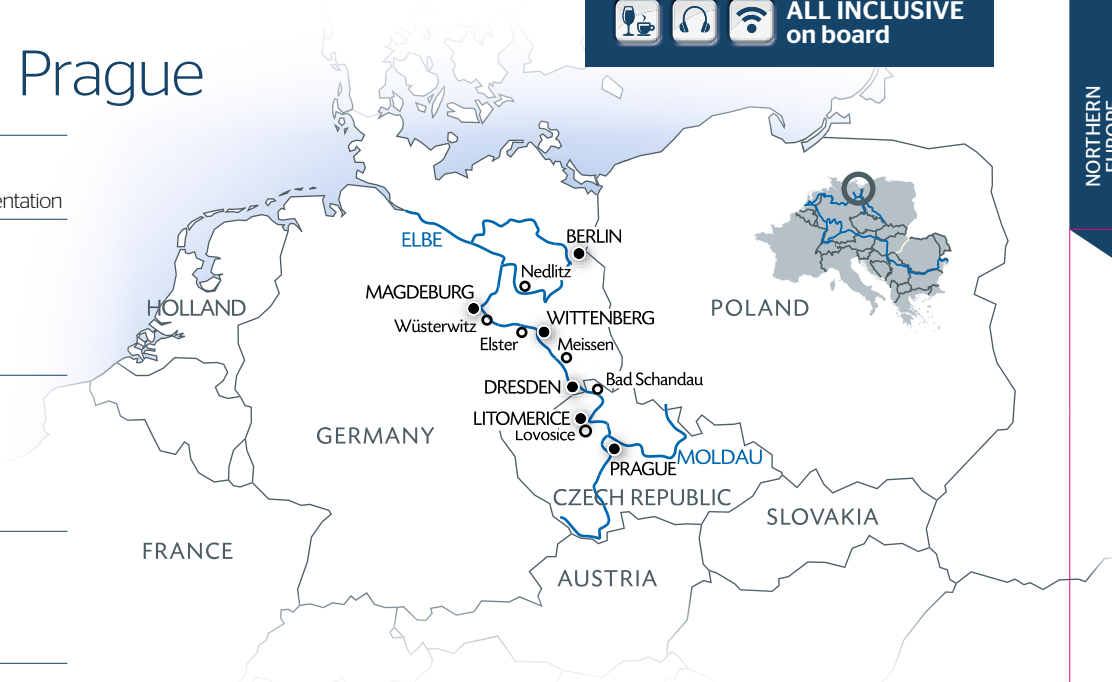 ALL INCLUSIVE
on board
Prague
NORTHERN
EUROPE
entation
ELBE
BERLIN
Nedlitz
MAGDEBURG
HOLLAND
POLAND
WITTENBERG
Wüsterwitz
Elster
Meissen
Bad Schandau
DRESDEN
LITOMERICE
Lovosice
GERMANY
MOLDAU
PRAGUE
CZECH REPUBLIC
SLOVAKIA
FRANCE
AUSTRIA